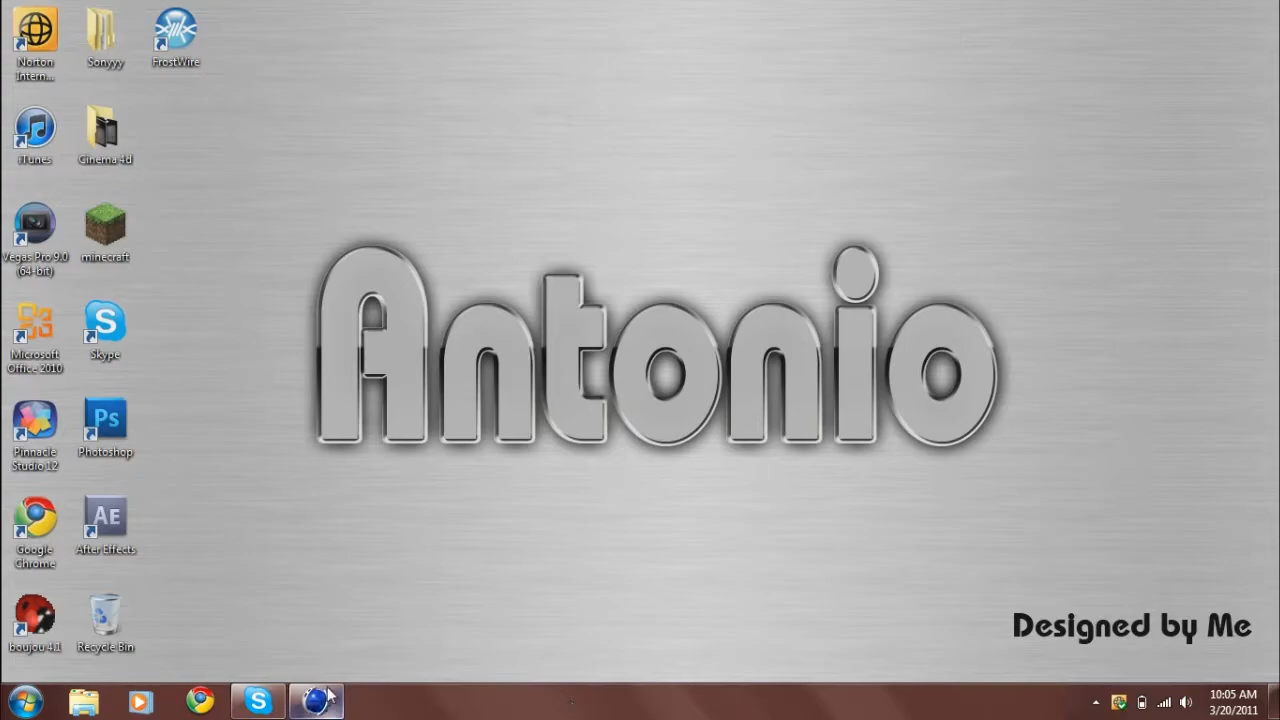 Norton
Intern...
Sonyyy
FrostWire
iTunes
Cinema 4d
Vegas Pro 9.0
(64-bit)
minecraft
Microsoft
Office 2010
Skype
Pinnacle
Studio 12
Ps
Photoshop
Google
Chrome
AE
After Effects
boujou 4.1
Recycle Bin
Antonio
Designed by Me
10:05 AM
3/20/2011